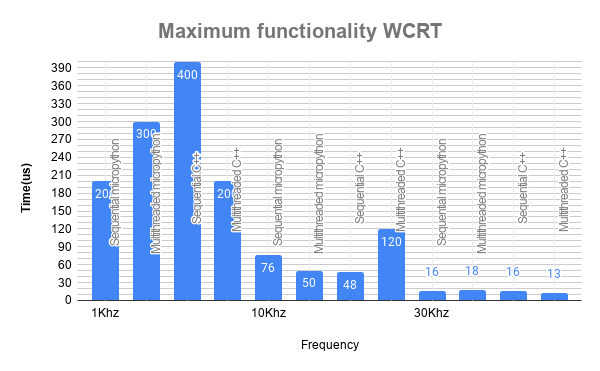 Maximum functionality WCRT
Time(us)
390
360
330
300
270
240
210
180
150
120
90
60
30
0
200
300
400
200
76
50
48
120
16
18
16
13
Sequential micropython
Multithreaded micropython
Sequential C++
Multithreaded C++
Sequential micropython
Multithreaded micropython
Sequential C++
Multithreaded C++
Sequential micropython
Multithreaded micropython
Sequential C++
Multithreaded C++
1Khz
10Khz
30Khz
Frequency